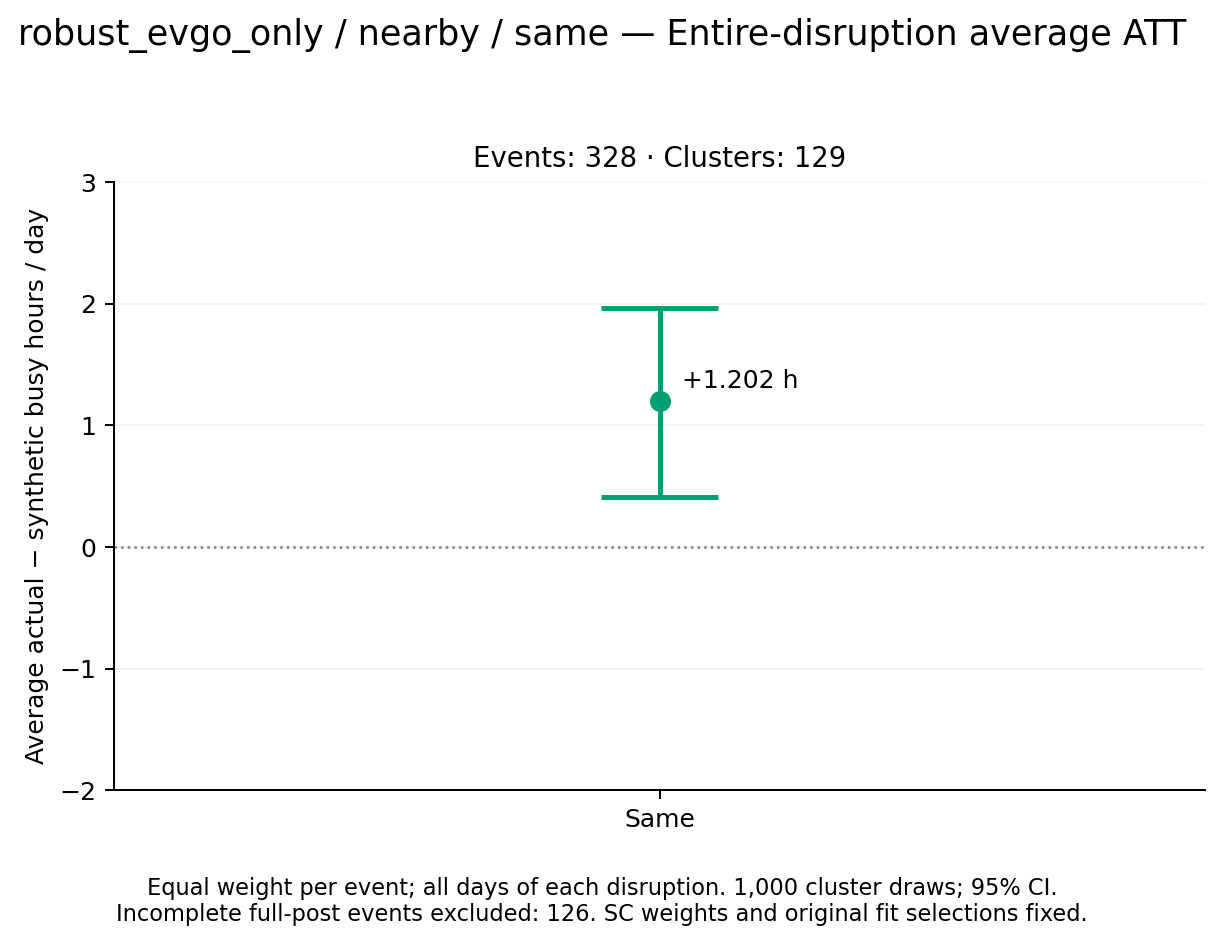 robust_evgo_only / nearby / same — Entire-disruption average ATT
Events: 328 · Clusters: 129
Average actual − synthetic busy hours / day
3
2
1
0
−1
−2
+1.202 h
Same
Equal weight per event; all days of each disruption. 1,000 cluster draws; 95% CI.
Incomplete full-post events excluded: 126. SC weights and original fit selections fixed.